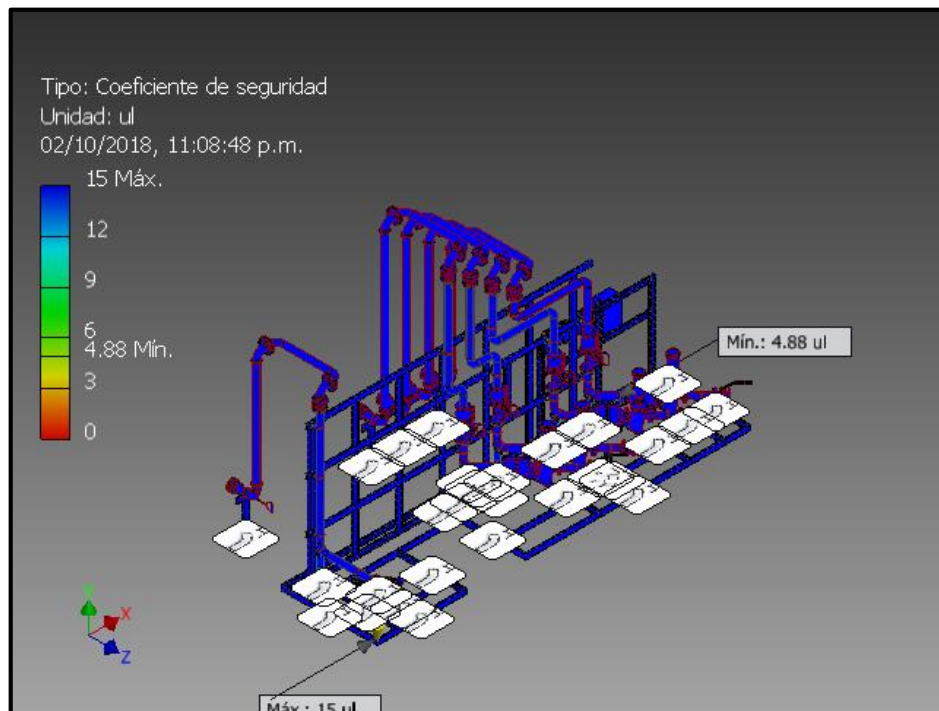 Tipo: Coeficiente de seguridad
Unidad: ul
02/10/2018, 11:08:48 p.m.
15 Máx.
12
9
6
4.88 Mín.
3
0
Mín.: 4.88 ul
Y
X
Z
Máx.: 15 ul